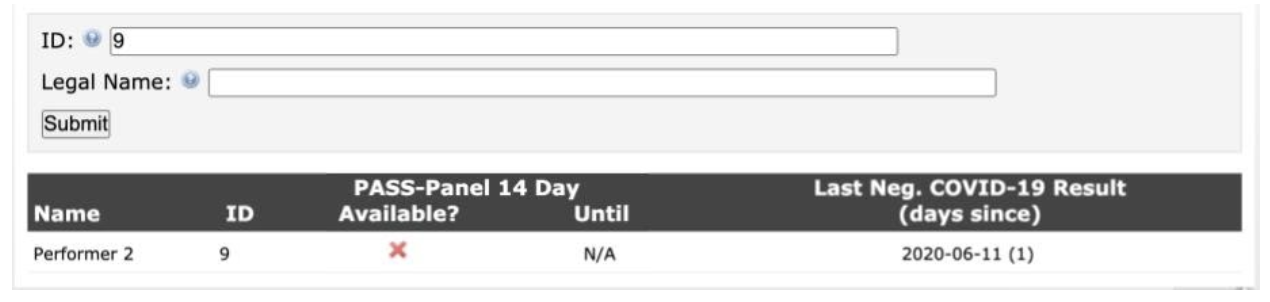 ID: 9
Legal Name:
Submit
PASS-Panel 14 Day Last Neg. COVID-19 Result
Name ID Available? Until (days since)
Performer 2 9 N/A 2020-06-11 (1)